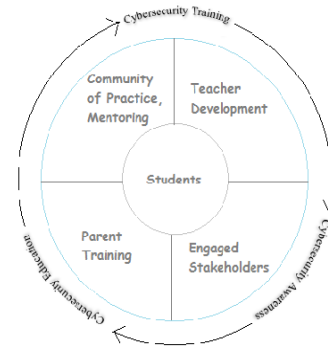 Cybersecurity Training
Community
of Practice,
Mentoring
Teacher
Development
Students
Parent
Training
Engaged
Stakeholders
Cybersecurity Education
Cybersecurity Awareness